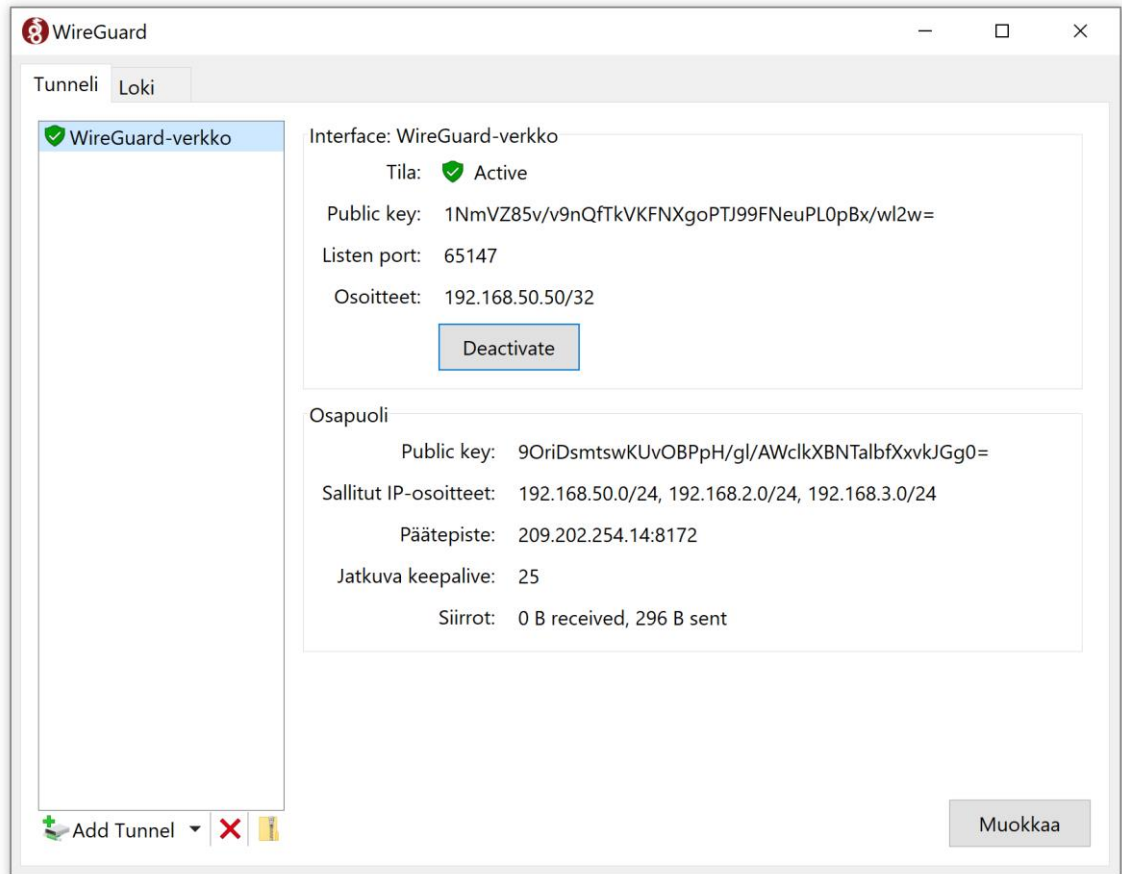 WireGuard
Tunneli Loki
WireGuard-verkko
Interface: WireGuard-verkko
Tila: Active
Public key: 1NmVZ85v/v9nQfTkVKFNXgoPTJ99FNeuPL0pBx/wl2w=
Listen port: 65147
Osoitteet: 192.168.50.50/32
Deactivate
Osapuoli
Public key: 9OriDsmtswKUvOBPpH/gl/AWclkXBNTalbfXxvkJGg0=
Sallitut IP-osoitteet: 192.168.50.0/24, 192.168.2.0/24, 192.168.3.0/24
Päätepiste: 209.202.254.14:8172
Jatkuva keepalive: 25
Siirrot: 0 B received, 296 B sent
Add Tunnel
Muokkaa